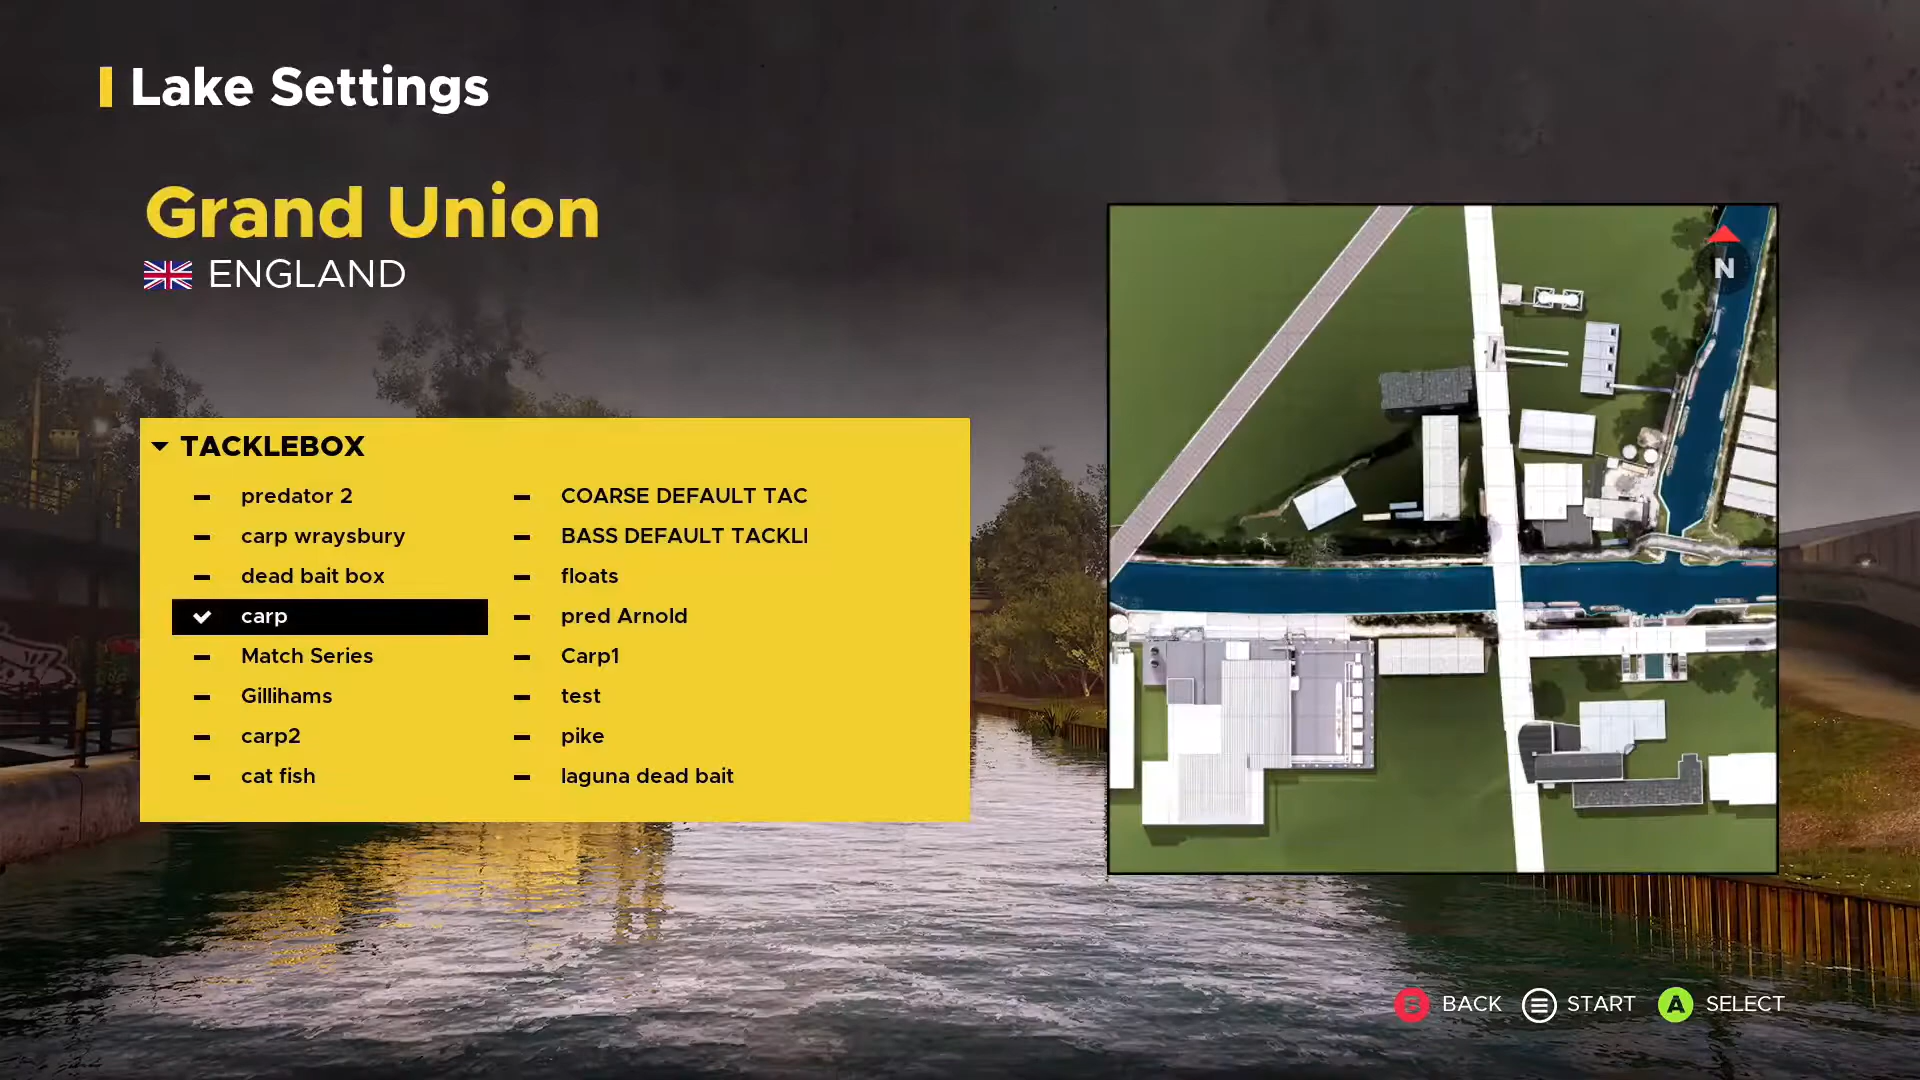 Lake Settings
Grand Union
ENGLAND
TACKLEBOX
predator 2
carp wraysbury
dead bait box
carp
Match Series
Gillihams
carp2
cat fish
COARSE DEFAULT TAC
BASS DEFAULT TACKLI
floats
pred Arnold
Carp1
test
pike
laguna dead bait
N
B BACK
START
A SELECT